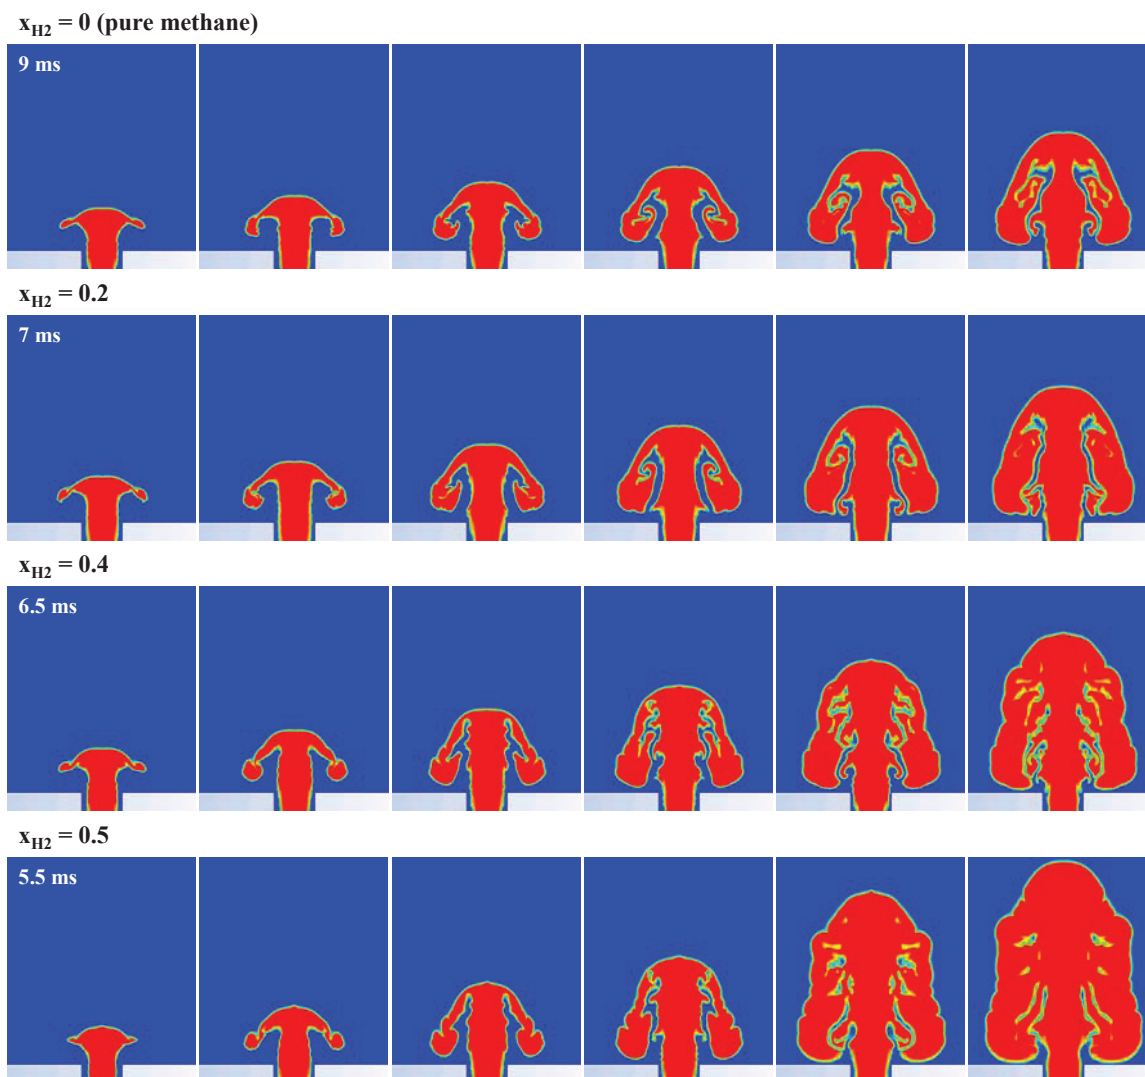 x_H2 = 0 (pure methane)
9 ms
x_H2 = 0.2
7 ms
x_H2 = 0.4
6.5 ms
x_H2 = 0.5
5.5 ms